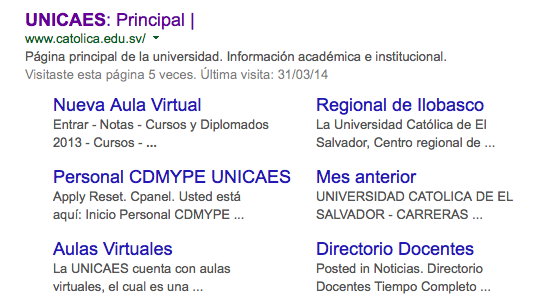 UNICAES: Principal |
www.catolica.edu.sv/
Página principal de la universidad. Información académica e institucional.
Visitaste esta página 5 veces. Última visita: 31/03/14
Nueva Aula Virtual
Entrar - Notas - Cursos y Diplomados
2013 - Cursos - ...
Regional de Ilobasco
La Universidad Católica de El
Salvador, Centro regional de ...
Personal CDMYPE UNICAES
Apply Reset. Cpanel. Usted está
aquí: Inicio Personal CDMYPE ...
Mes anterior
UNIVERSIDAD CATOLICA DE EL
SALVADOR - CARRERAS ...
Aulas Virtuales
La UNICAES cuenta con aulas
virtuales, el cual es una ...
Directorio Docentes
Posted in Noticias. Directorio
Docentes Tiempo Completo ...